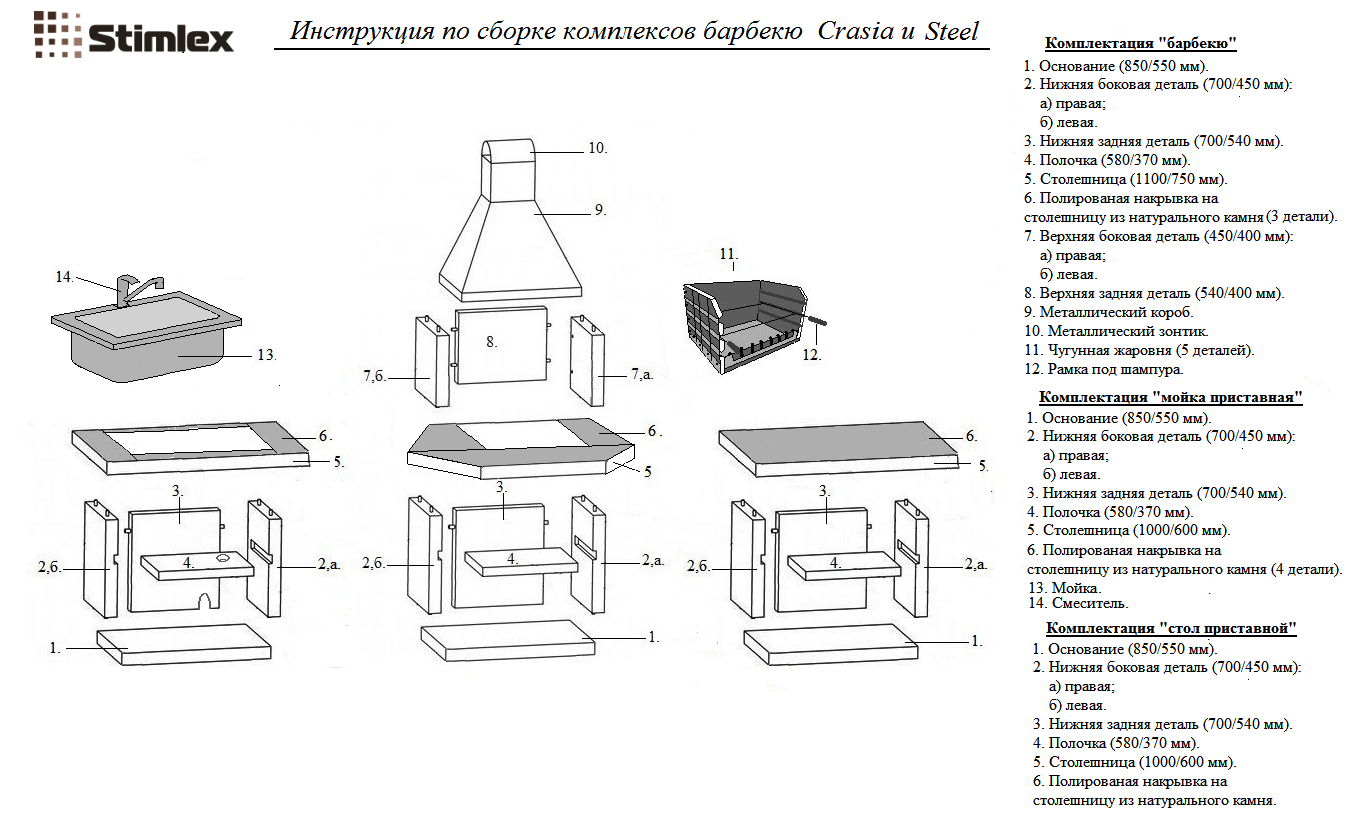 Stimlex
Инструкция по сборке комплексов барбекю Crasia и Steel
10.
9.
14.
13.
11.
12.
8.
7,б.
7,а.
6.
5.
6.
5
6.
5.
3.
4.
2,б.
2,а.
1.
3.
4.
2,б.
2,а.
1.
3.
4.
2,б.
2,а.
1.
Комплектация "барбекю"
1. Основание (850/550 мм).
2. Нижняя боковая деталь (700/450 мм):
а) правая;
б) левая.
3. Нижняя задняя деталь (700/540 мм).
4. Полочка (580/370 мм).
5. Столешница (1100/750 мм).
6. Полированая накрывка на
столешницу из натурального камня (3 детали).
7. Верхняя боковая деталь (450/400 мм):
а) правая;
б) левая.
8. Верхняя задняя деталь (540/400 мм).
9. Металлический короб.
10. Металлический зонтик.
11. Чугунная жаровня (5 деталей).
12. Рамка под шампура.
Комплектация "мойка приставная"
1. Основание (850/550 мм).
2. Нижняя боковая деталь (700/450 мм):
а) правая;
б) левая.
3. Нижняя задняя деталь (700/540 мм).
4. Полочка (580/370 мм).
5. Столешница (1000/600 мм).
6. Полированая накрывка на
столешницу из натурального камня (4 детали).
13. Мойка.
14. Смеситель.
Комплектация "стол приставной"
1. Основание (850/550 мм).
2. Нижняя боковая деталь (700/450 мм):
а) правая;
б) левая.
3. Нижняя задняя деталь (700/540 мм).
4. Полочка (580/370 мм).
5. Столешница (1000/600 мм).
6. Полированая накрывка на
столешницу из натурального камня.